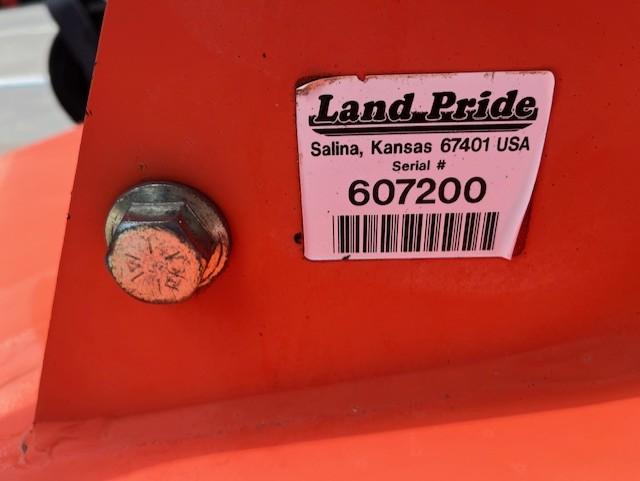 Land Pride
Salina, Kansas 67401 USA
Serial #
607200